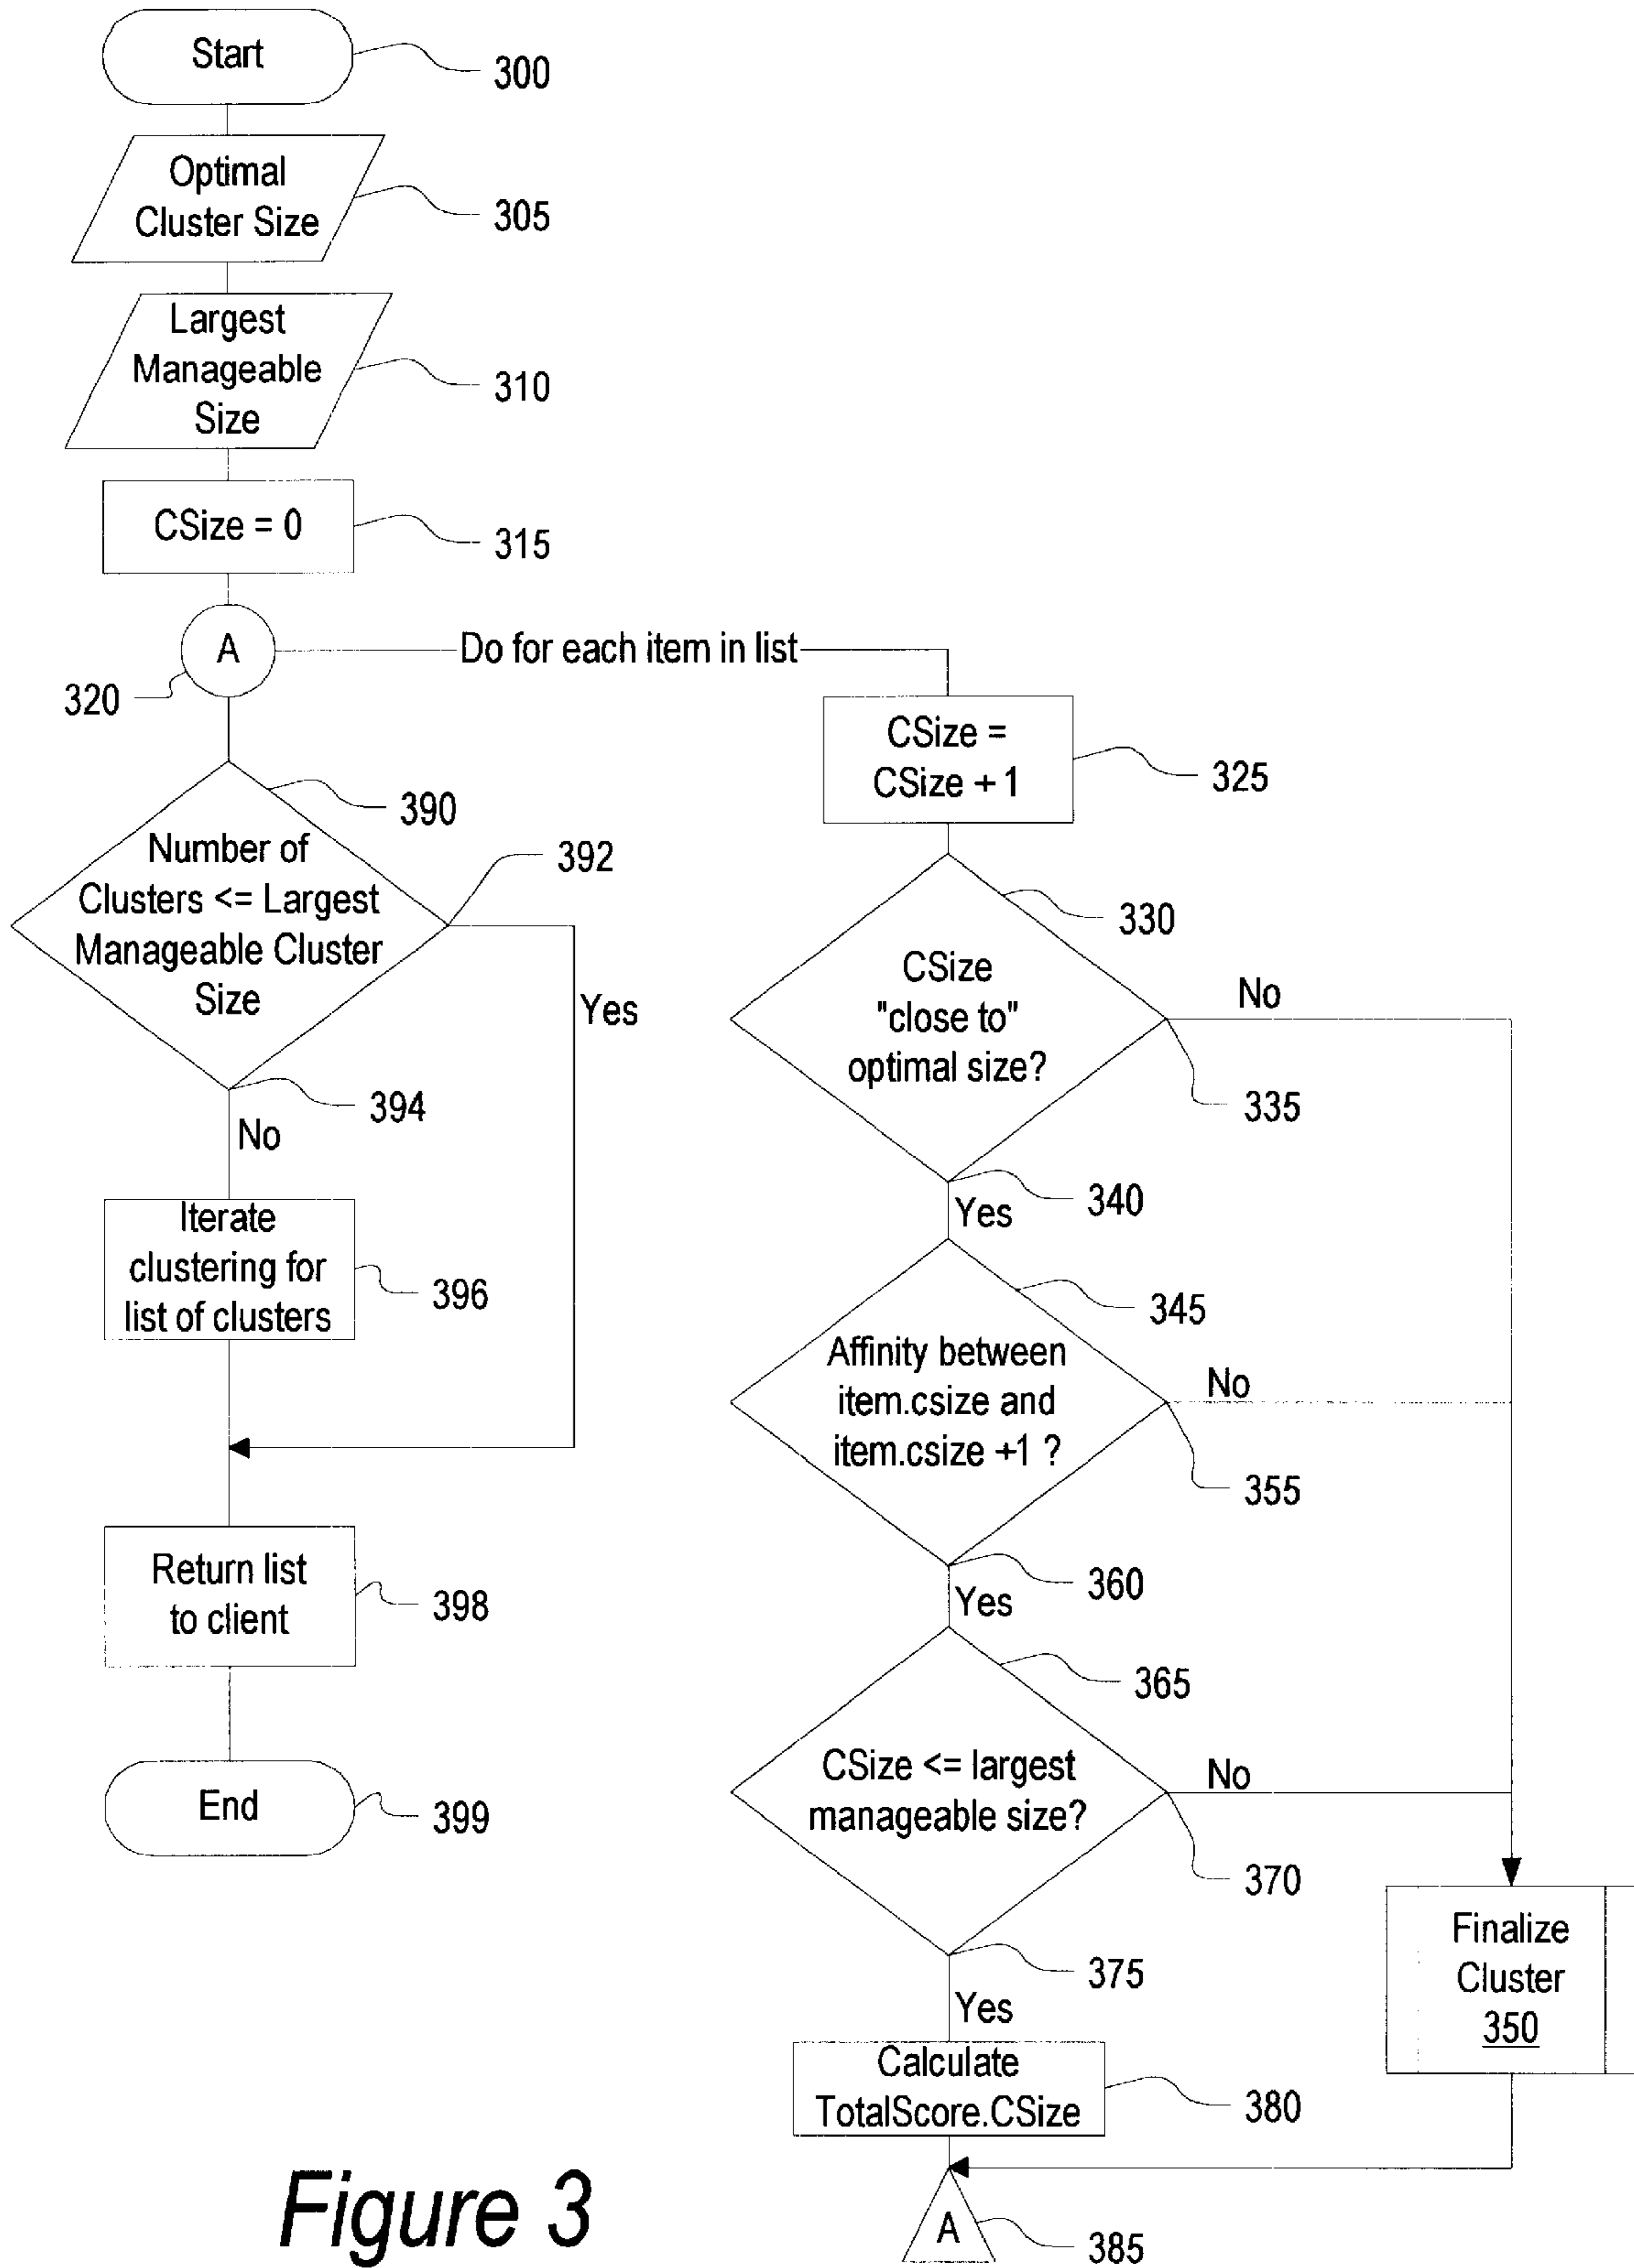 Start
300
Optimal
Cluster Size
305
Largest
Manageable
Size
310
CSize = 0
315
A
320
Do for each item in list
CSize =
CSize + 1
325
390
Number of
Clusters <= Largest
Manageable Cluster
Size
392
Yes
394
No
Iterate
clustering for
list of clusters
396
Return list
to client
398
End
399
330
CSize
"close to"
optimal size?
No
335
340
Yes
345
Affinity between
item.csize and
item.csize +1 ?
No
355
360
Yes
365
CSize <= largest
manageable size?
No
370
375
Yes
Finalize
Cluster
350
Calculate
TotalScore.CSize
380
A
385
Figure 3